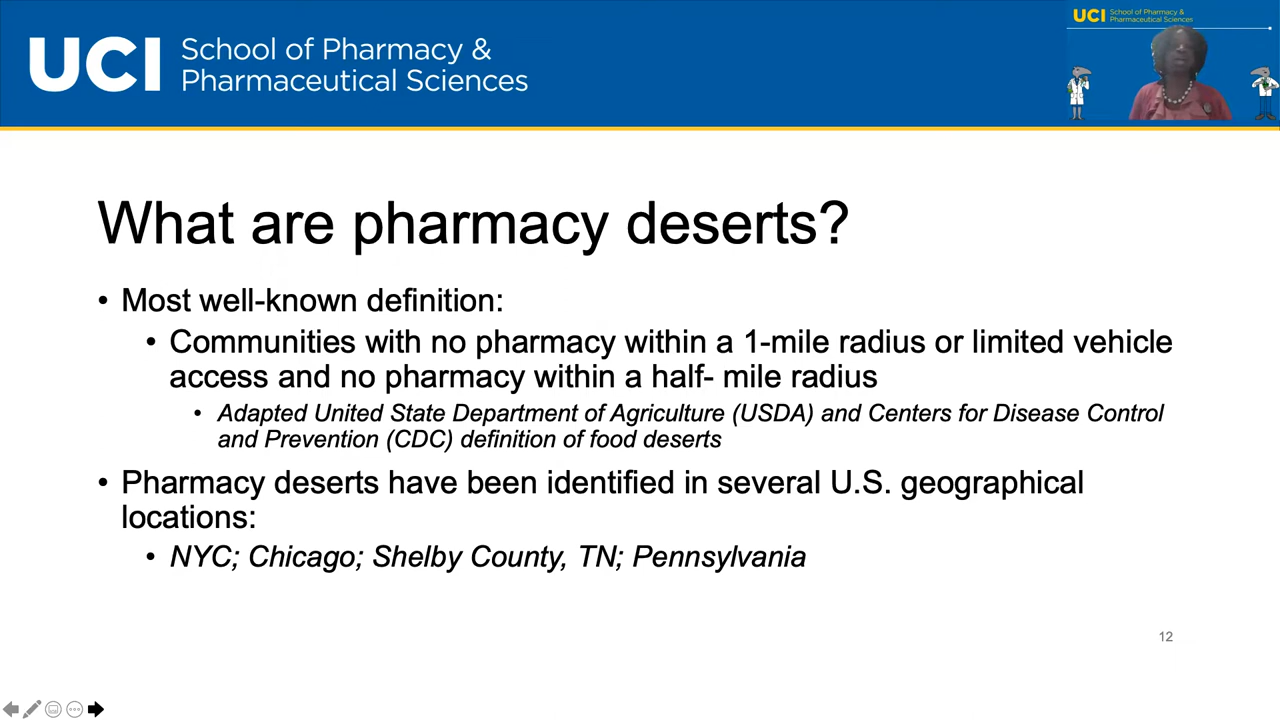 UCI
School of Pharmacy &
Pharmaceutical Sciences
UCI
School of Pharmacy &
Pharmaceutical Sciences
What are pharmacy deserts?
• Most well-known definition:
• Communities with no pharmacy within a 1-mile radius or limited vehicle
access and no pharmacy within a half- mile radius
• Adapted United State Department of Agriculture (USDA) and Centers for Disease Control
and Prevention (CDC) definition of food deserts
• Pharmacy deserts have been identified in several U.S. geographical
locations:
• NYC; Chicago; Shelby County, TN; Pennsylvania
12